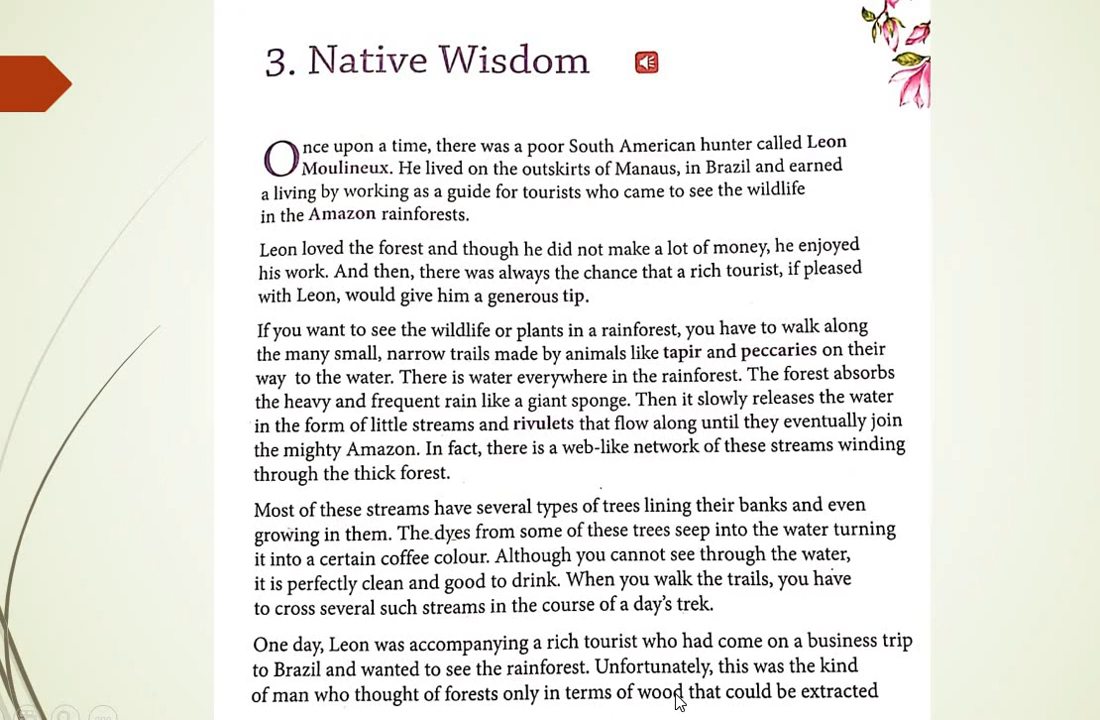 3. Native Wisdom
Once upon a time, there was a poor South American hunter called Leon
Moulineux. He lived on the outskirts of Manaus, in Brazil and earned
a living by working as a guide for tourists who came to see the wildlife
in the Amazon rainforests.
Leon loved the forest and though he did not make a lot of money, he enjoyed
his work. And then, there was always the chance that a rich tourist, if pleased
with Leon, would give him a generous tip.
If you want to see the wildlife or plants in a rainforest, you have to walk along
the many small, narrow trails made by animals like tapir and peccaries on their
way to the water. There is water everywhere in the rainforest. The forest absorbs
the heavy and frequent rain like a giant sponge. Then it slowly releases the water
in the form of little streams and rivulets that flow along until they eventually join
the mighty Amazon. In fact, there is a web-like network of these streams winding
through the thick forest.
Most of these streams have several types of trees lining their banks and even
growing in them. The dyes from some of these trees seep into the water turning
it into a certain coffee colour. Although you cannot see through the water,
it is perfectly clean and good to drink. When you walk the trails, you have
to cross several such streams in the course of a day's trek.
One day, Leon was accompanying a rich tourist who had come on a business trip
to Brazil and wanted to see the rainforest. Unfortunately, this was the kind
of man who thought of forests only in terms of wood that could be extracted